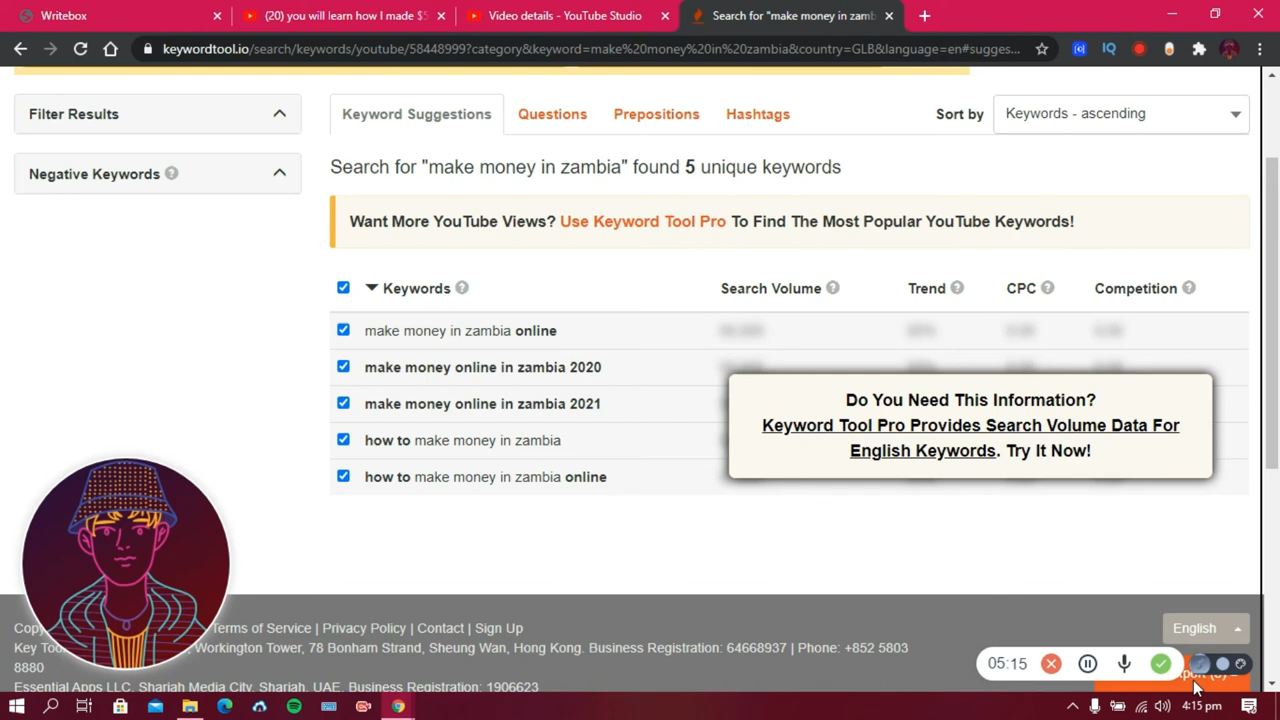 Writebox
(20) you will learn how I made $5
Video details - YouTube Studio
Search for "make money in zamb
keywordtool.io/search/keywords/youtube/58448999?category&keyword=make%20money%20in%20zambia&country=GLB&language=en#sugges...
IQ
Filter Results
Keyword Suggestions
Questions
Prepositions
Hashtags
Sort by
Keywords - ascending
Negative Keywords ?
Search for "make money in zambia" found 5 unique keywords
Want More YouTube Views? Use Keyword Tool Pro To Find The Most Popular YouTube Keywords!
Keywords ?
Search Volume ?
Trend ?
CPC ?
Competition ?
make money in zambia online
make money online in zambia 2020
make money online in zambia 2021
how to make money in zambia
how to make money in zambia online
Do You Need This Information?
Keyword Tool Pro Provides Search Volume Data For
English Keywords. Try It Now!
Terms of Service | Privacy Policy | Contact | Sign Up
English
Key Workington Tower, 78 Bonham Strand, Sheung Wan, Hong Kong. Business Registration: 64668937 | Phone: +852 5803
8880
Essential Apps LLC, Shariah Media City, Shariah, UAE, Business Registration: 1906623
05:15
4:15 pm